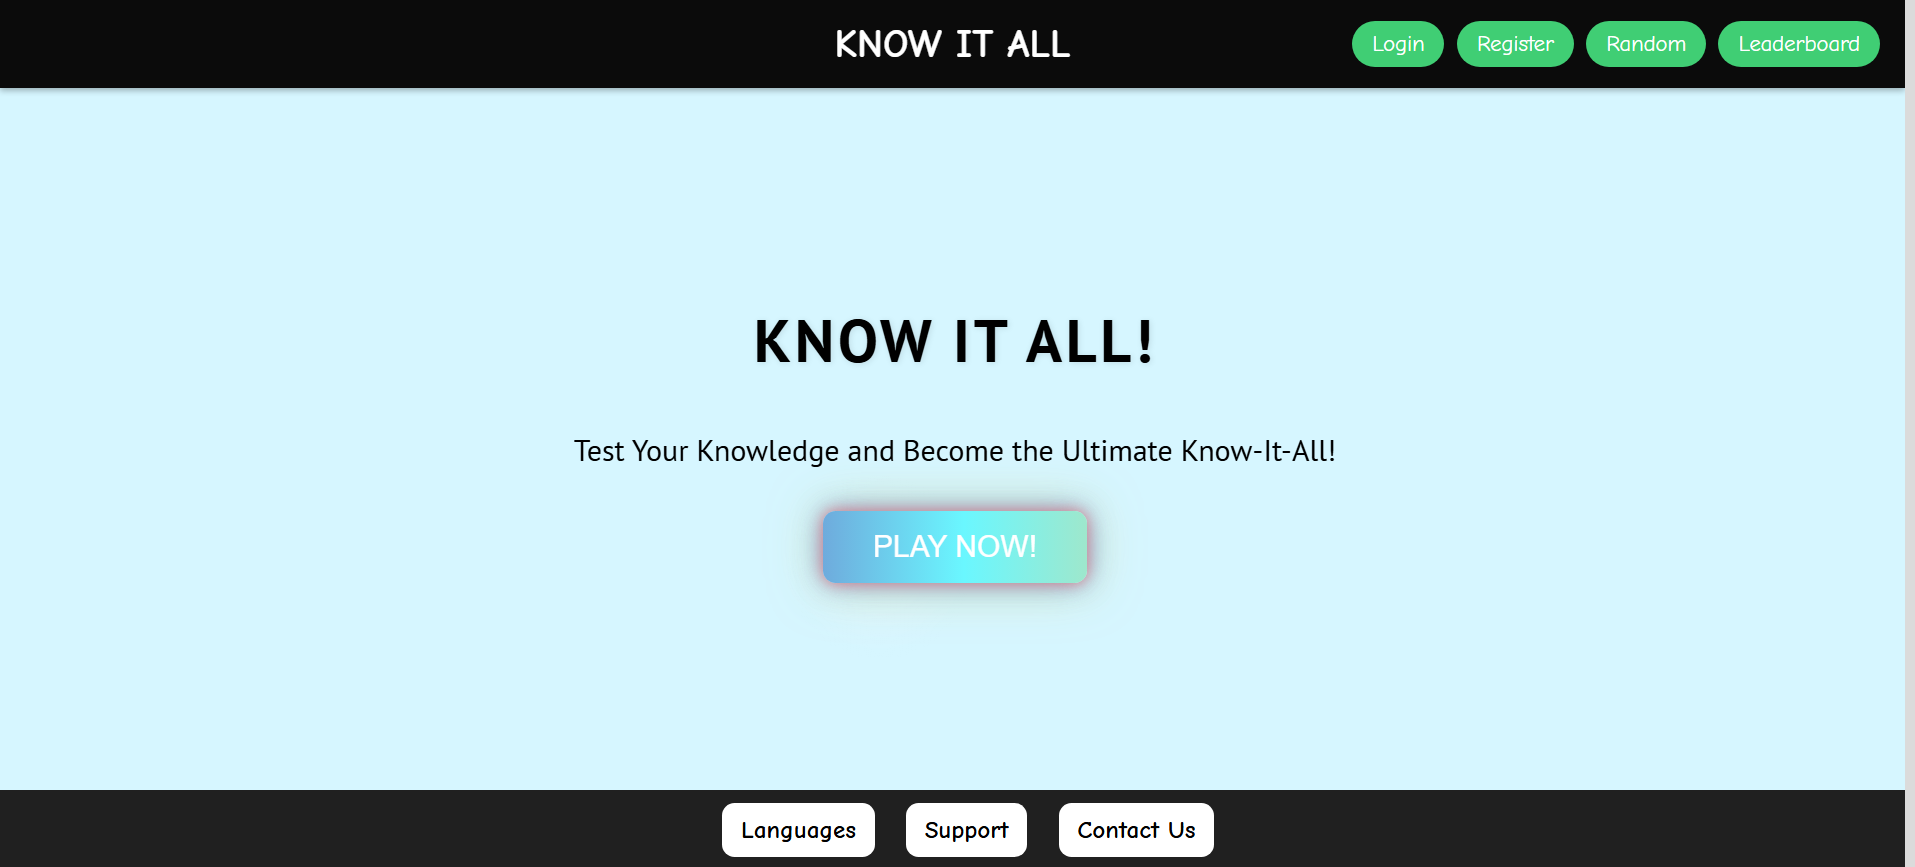 KNOW IT ALL
Login Register Random Leaderboard
KNOW IT ALL!
Test Your Knowledge and Become the Ultimate Know-It-All!
PLAY NOW!
Languages Support Contact Us